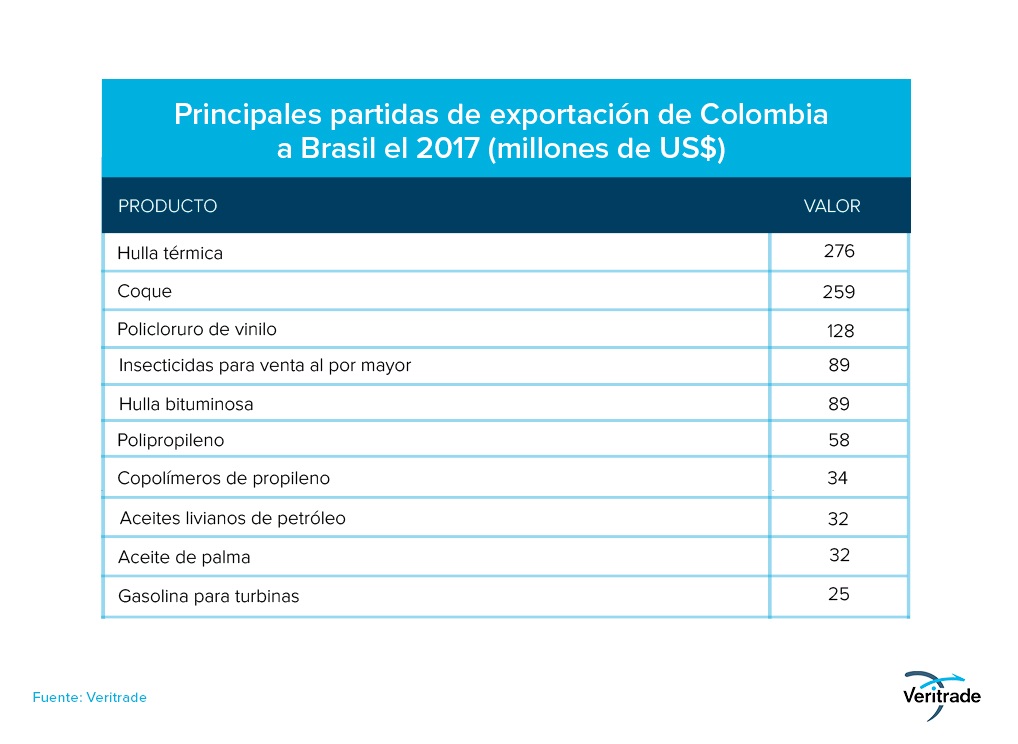 Principales partidas de exportación de Colombia
a Brasil el 2017 (millones de US$)
PRODUCTO VALOR
Hulla térmica 276
Coque 259
Policloruro de vinilo 128
Insecticidas para venta al por mayor 89
Hulla bituminosa 89
Polipropileno 58
Copolímeros de propileno 34
Aceites livianos de petróleo 32
Aceite de palma 32
Gasolina para turbinas 25
Fuente: Veritrade
Veritrade